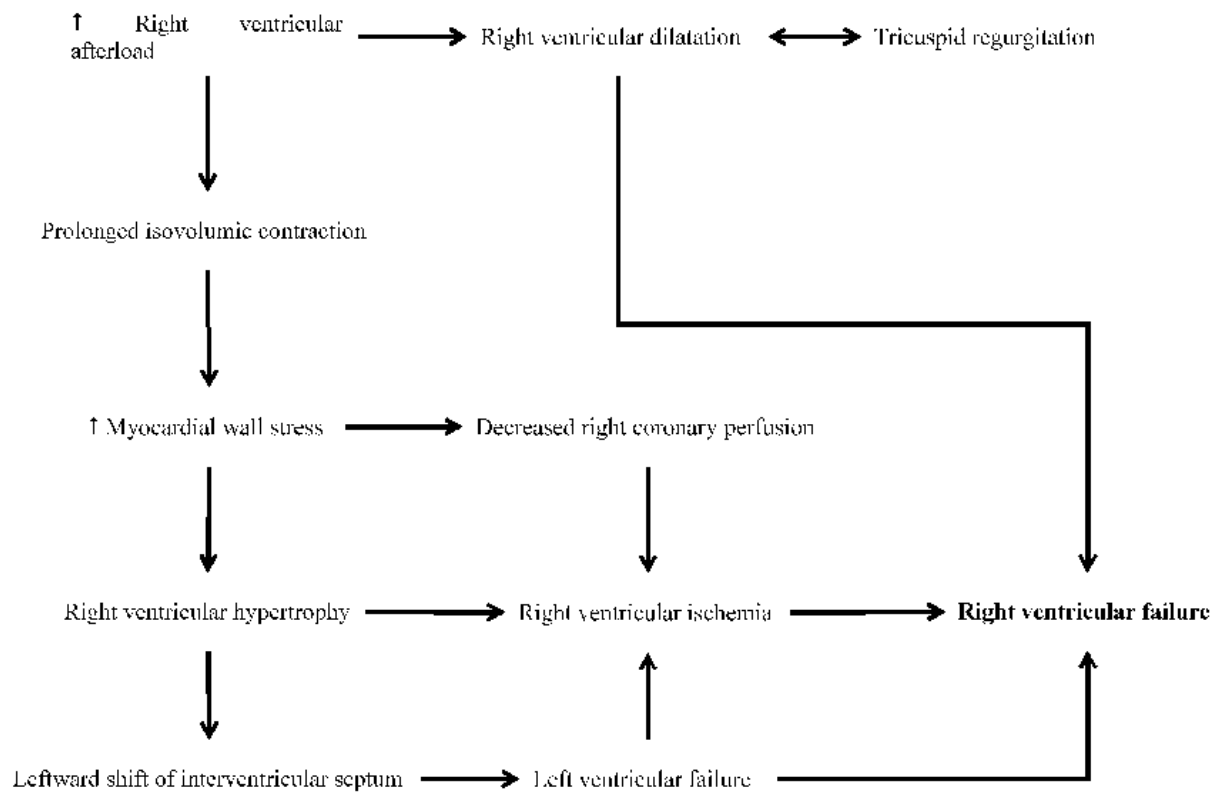 ↑ Right ventricular
afterload
Right ventricular dilatation
Tricuspid regurgitation
Prolonged isovolumic contraction
↑ Myocardial wall stress
Decreased right coronary perfusion
Right ventricular hypertrophy
Right ventricular ischemia
Right ventricular failure
Leftward shift of interventricular septum
Left ventricular failure